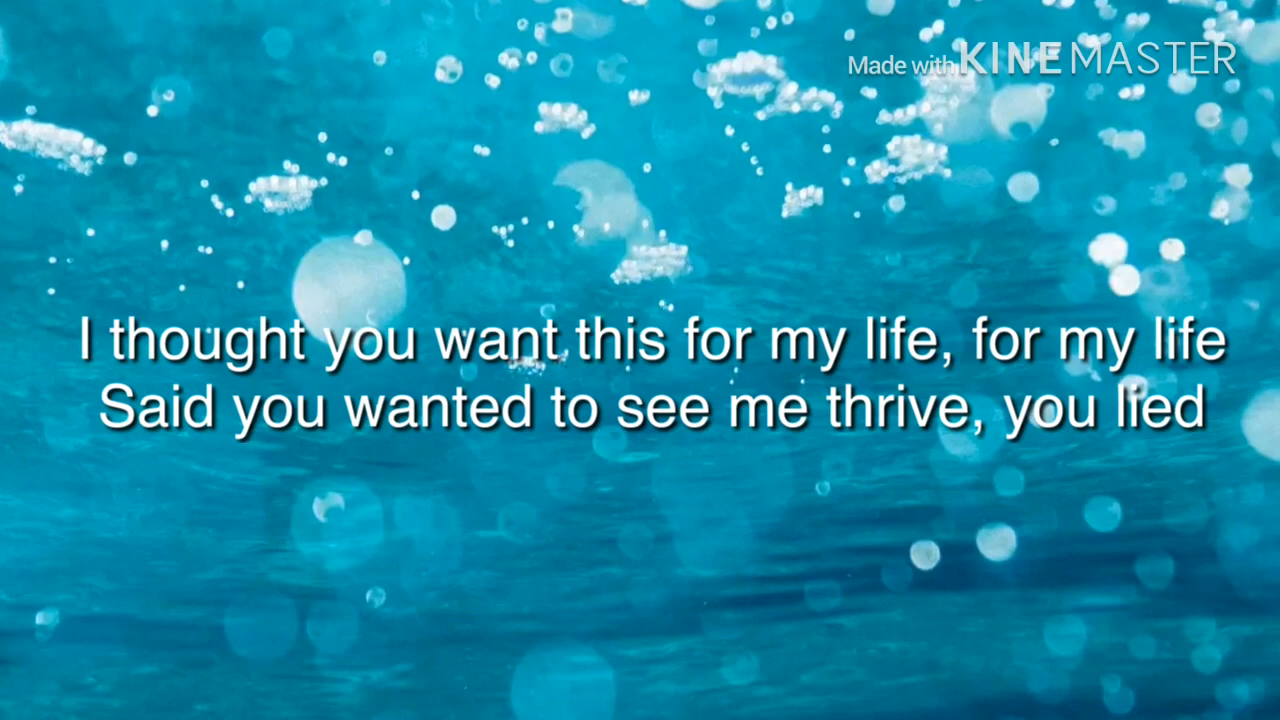 Made with KINEMASTER
I thought you want this for my life, for my life
Said you wanted to see me thrive, you lied